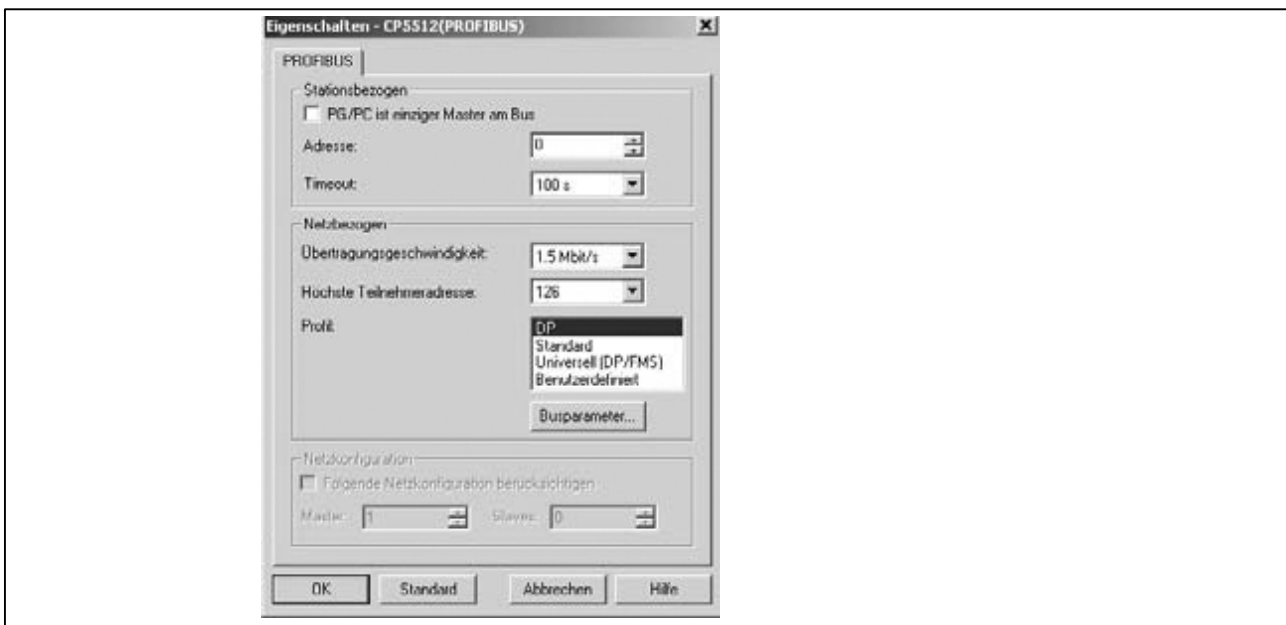 Eigenschaften - CP5512(PROFIBUS)
PROFIBUS
Stationsbezogen
PG/PC ist einziger Master am Bus
Adresse: 0
Timeout: 100 s
Netzbezogen
Übertragungsgeschwindigkeit: 1.5 Mbit/s
Höchste Teilnehmeradresse: 126
Profil: DP
Standard
Universell (DP/FMS)
Benutzerdefiniert
Busparameter...
Netzkonfiguration
Folgende Netzkonfiguration berücksichtigen
Master: 1 Slaves: 0
OK Standard Abbrechen Hilfe